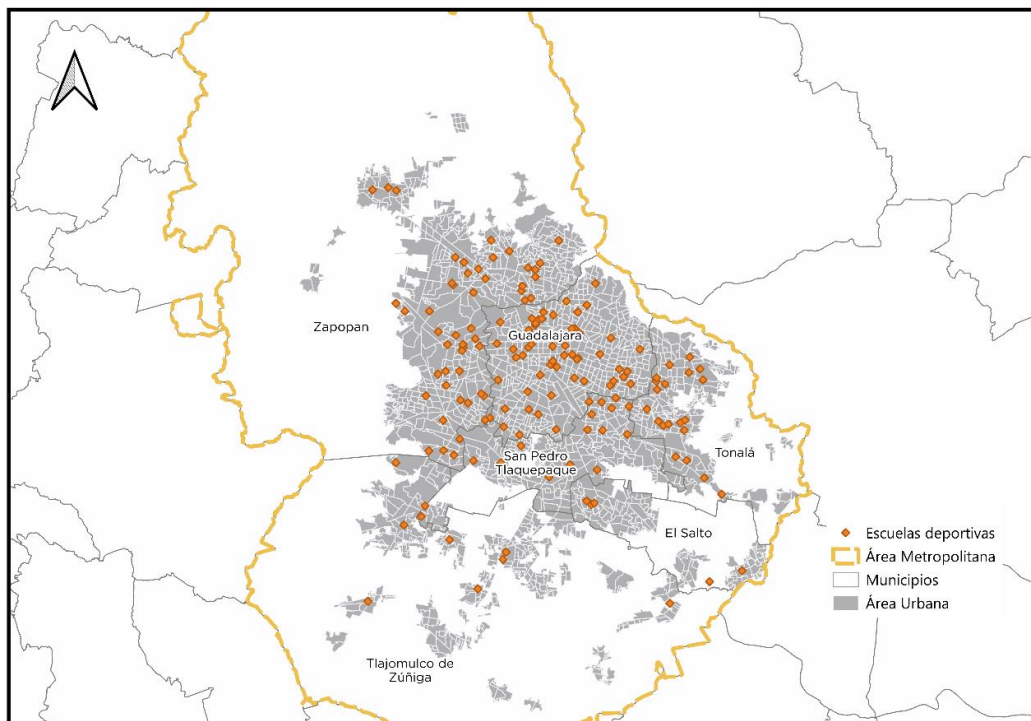 Zapopan
Guadalajara
San Pedro
Tlaquepaque
Tonalá
El Salto
Tlajomulco de
Zúñiga
Escuelas deportivas
Área Metropolitana
Municipios
Área Urbana